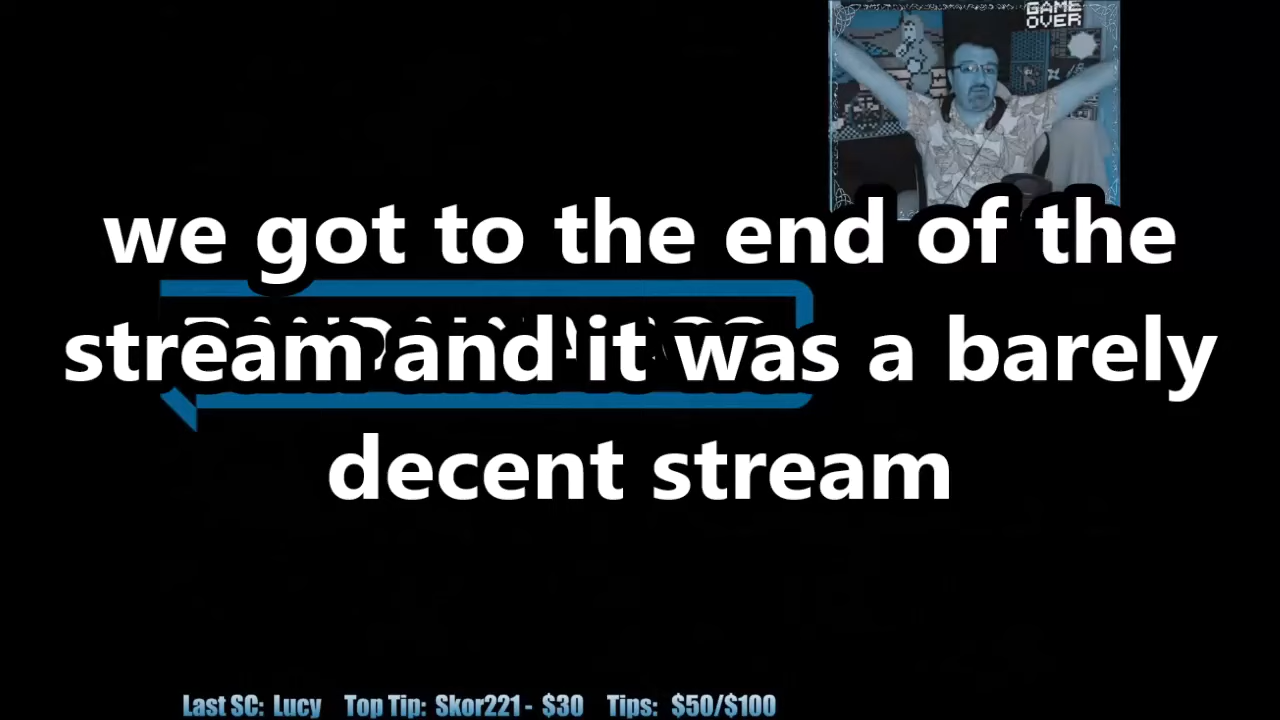 GAME
OVER
we got to the end of the
stream and it was a barely
decent stream
Last SC: Lucy Top Tip: Skor221 - $30 Tips: $50/$100